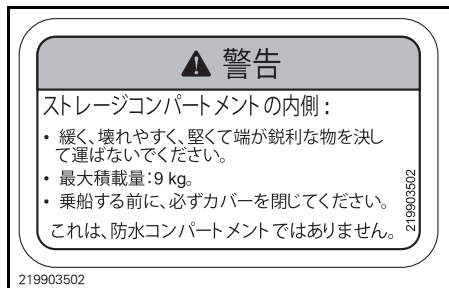 警告
ストレージコンパートメントの内側：
• 緩く、壊れやすく、堅くて端が鋭利な物を決し
て運ばないでください。
• 最大積載量：9 kg。
• 乗船する前に、必ずカバーを閉じてください。
これは、防水コンパートメントではありません。
219903502
219903502